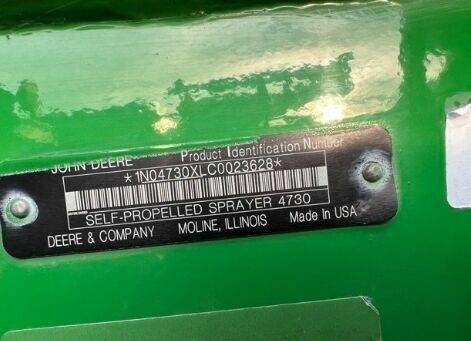 JOHN DEERE Product Identification Number
*1N04730XLC0023628*
SELF-PROPELLED SPRAYER 4730
DEERE & COMPANY MOLINE, ILLINOIS Made In USA